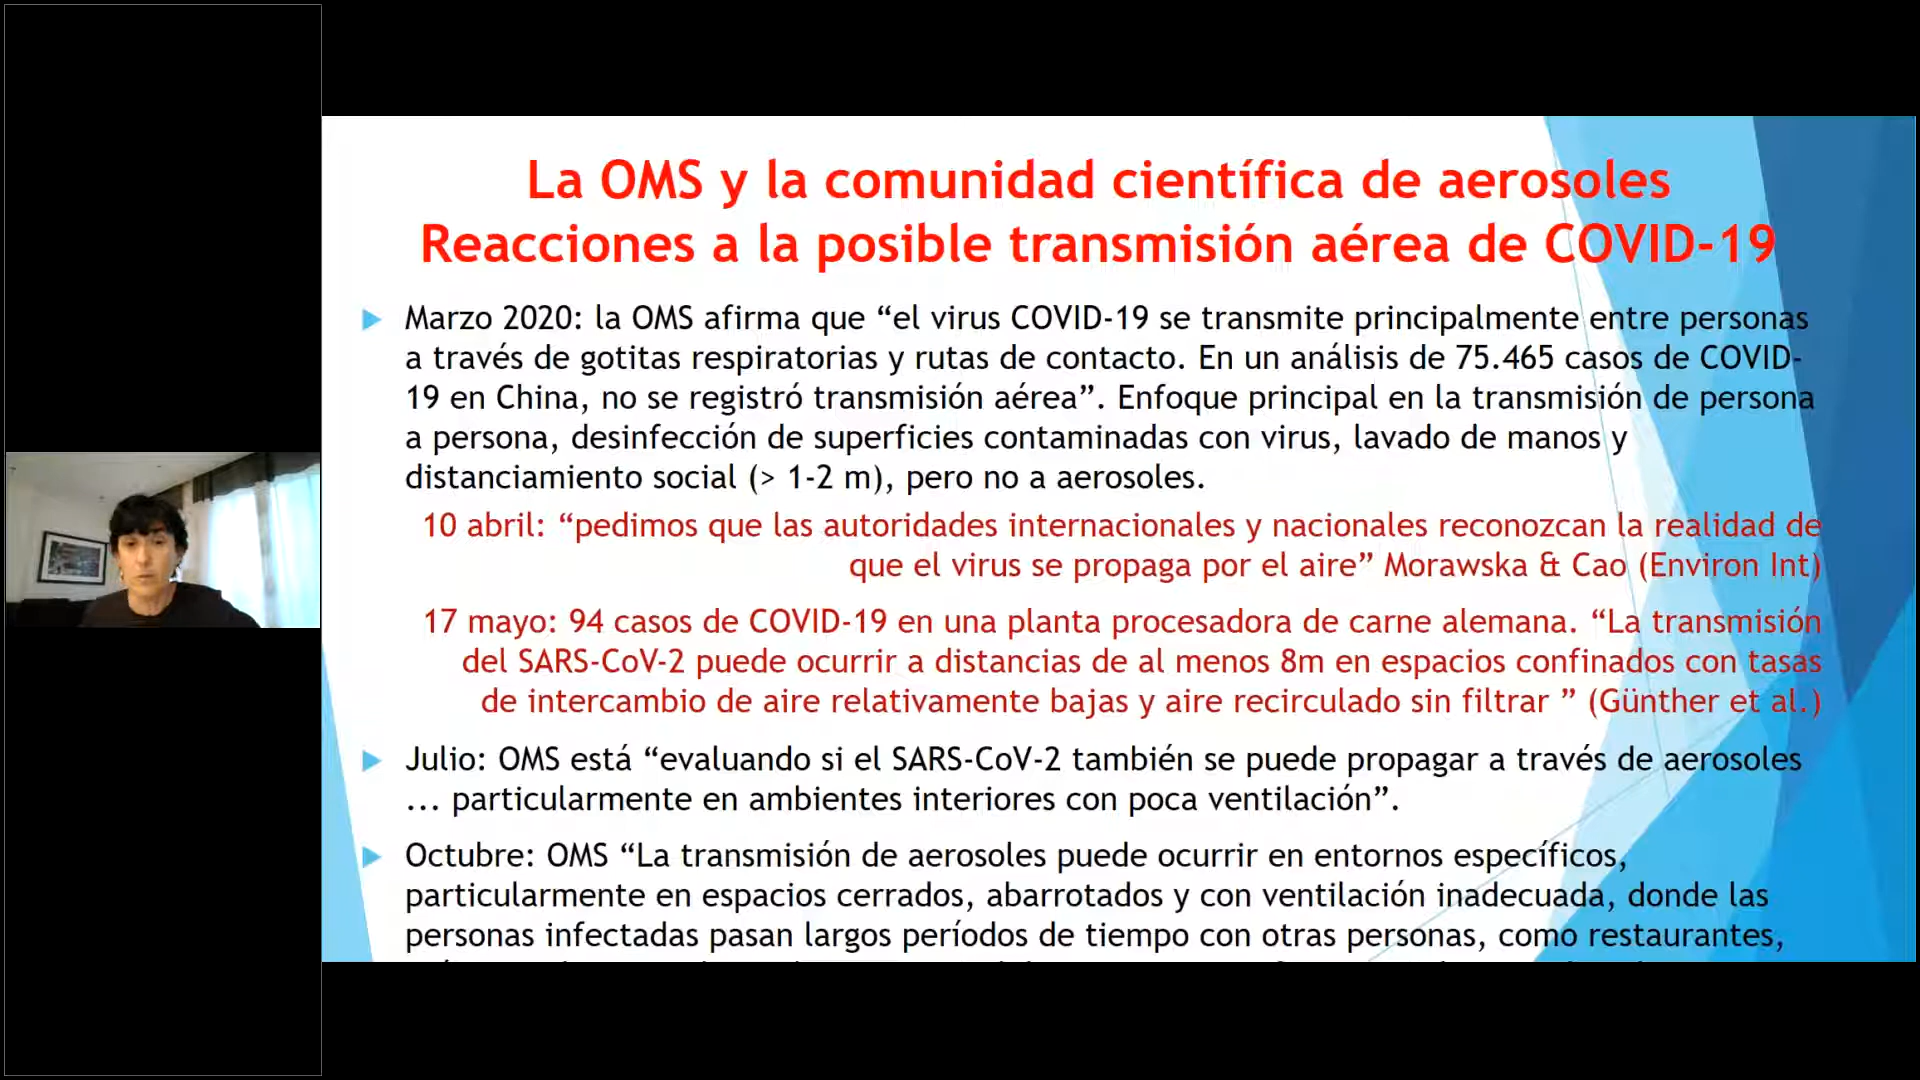 La OMS y la comunidad científica de aerosoles
Reacciones a la posible transmisión aérea de COVID-19
Marzo 2020: la OMS afirma que “el virus COVID-19 se transmite principalmente entre personas
a través de gotitas respiratorias y rutas de contacto. En un análisis de 75.465 casos de COVID-
19 en China, no se registró transmisión aérea”. Enfoque principal en la transmisión de persona
a persona, desinfección de superficies contaminadas con virus, lavado de manos y
distanciamiento social (> 1-2 m), pero no a aerosoles.
10 abril: “pedimos que las autoridades internacionales y nacionales reconozcan la realidad de
que el virus se propaga por el aire” Morawska & Cao (Environ Int)
17 mayo: 94 casos de COVID-19 en una planta procesadora de carne alemana. “La transmisión
del SARS-CoV-2 puede ocurrir a distancias de al menos 8m en espacios confinados con tasas
de intercambio de aire relativamente bajas y aire recirculado sin filtrar ” (Günther et al.)
Julio: OMS está “evaluando si el SARS-CoV-2 también se puede propagar a través de aerosoles
... particularmente en ambientes interiores con poca ventilación”.
Octubre: OMS “La transmisión de aerosoles puede ocurrir en entornos específicos,
particularmente en espacios cerrados, abarrotados y con ventilación inadecuada, donde las
personas infectadas pasan largos períodos de tiempo con otras personas, como restaurantes,